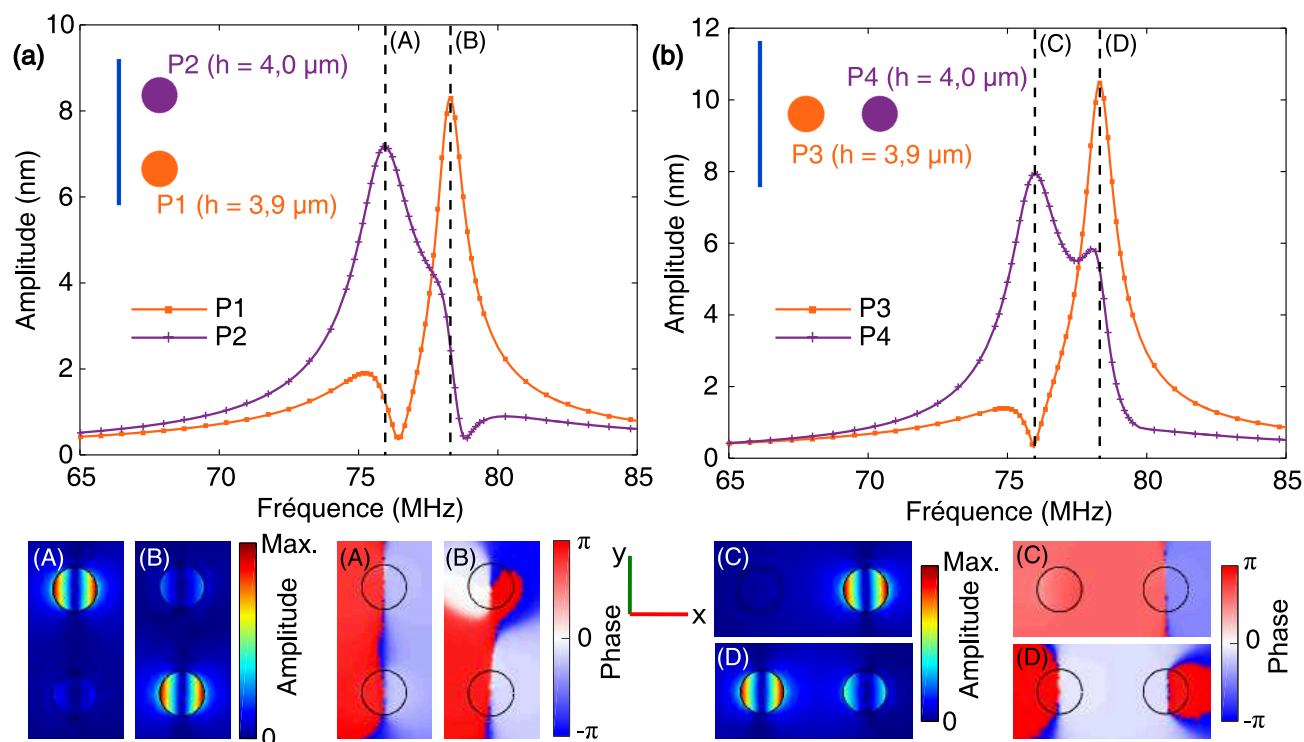 (a)
10
8
6
4
2
0
65
70
75
80
85
Amplitude (nm)
Fréquence (MHz)
(A)
(B)
P2 (h = 4,0 µm)
P1 (h = 3,9 µm)
P1
P2
(b)
12
10
8
6
4
2
0
65
70
75
80
85
Amplitude (nm)
Fréquence (MHz)
(C)
(D)
P4 (h = 4,0 µm)
P3 (h = 3,9 µm)
P3
P4
(A)
(B)
Max.
Amplitude
0
(A)
(B)
π
0
-π
Phase
y
x
(C)
(D)
Max.
Amplitude
0
(C)
(D)
π
0
-π
Phase